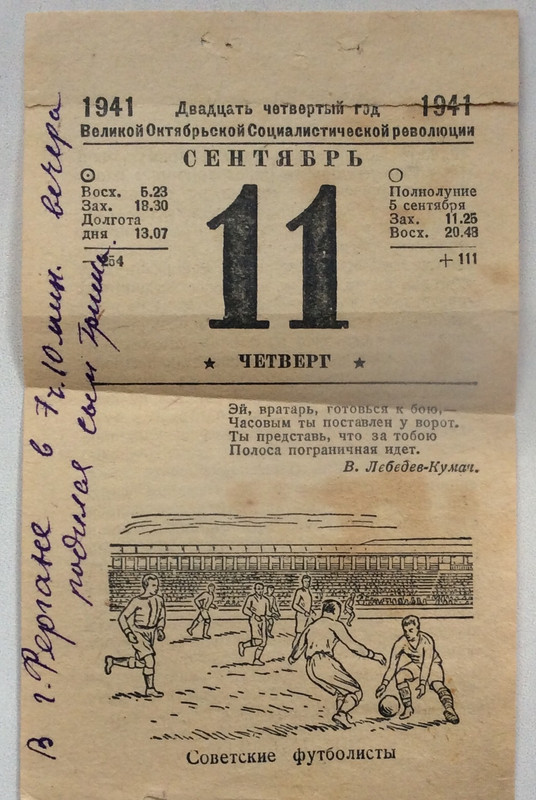 1941 Двадцать четвертый год 1941
Великой Октябрьской Социалистической революции
СЕНТЯБРЬ
Восх. 5.23
Зах. 18.30
Долгота
дня 13.07
254
11
Полнолуние
5 сентября
Зах. 11.25
Восх. 20.48
+ 111
★ ЧЕТВЕРГ ★
Эй, вратарь, готовься к бою,—
Часовым ты поставлен у ворот.
Ты представь, что за тобою
Полоса пограничная идет.
В. Лебедев-Кумач.
Советские футболисты
В г. Фергане в 7 ч. 10 мин. вечера
родился сын Гриша.